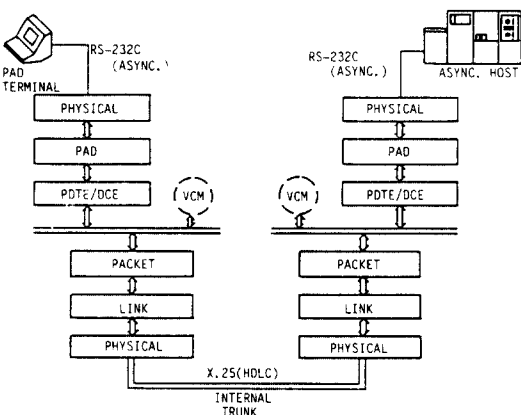 RS-232C
(ASYNC.)
PAD
TERMINAL
RS-232C
(ASYNC.)
ASYNC. HOST
PHYSICAL
PHYSICAL
PAD
PAD
PDTE/DCE
VCM
VCM
PDTE/DCE
PACKET
PACKET
LINK
LINK
PHYSICAL
PHYSICAL
X.25(HDLC)
INTERNAL
TRUNK